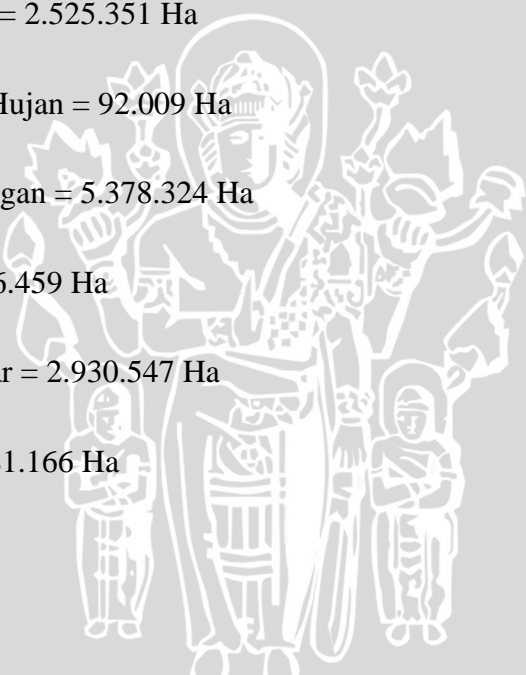 = 2.525.351 Ha
Hujan = 92.009 Ha
gan = 5.378.324 Ha
6.459 Ha
ar = 2.930.547 Ha
1.166 Ha